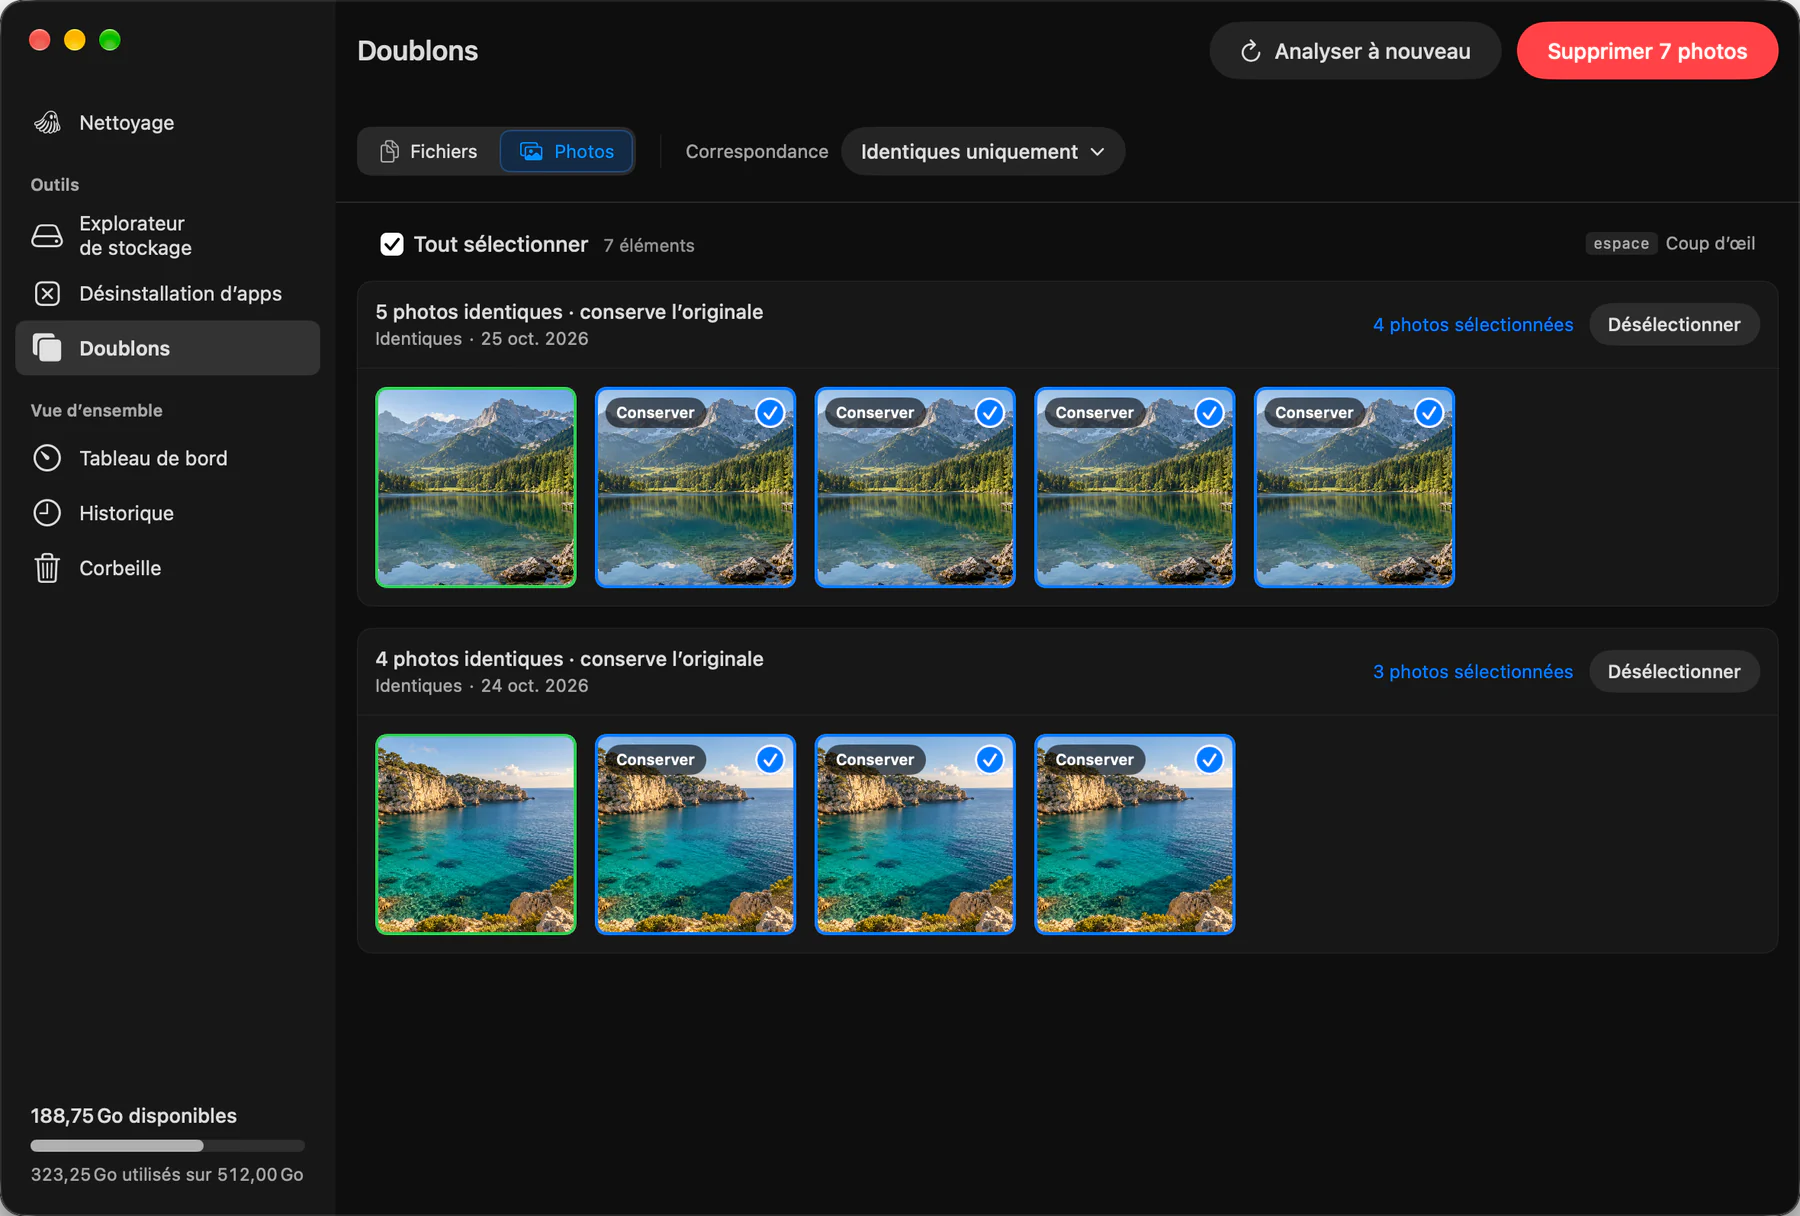 Nettoyage
Outils
Explorateur
de stockage
Désinstallation d’apps
Doublons
Vue d’ensemble
Tableau de bord
Historique
Corbeille
188,75 Go disponibles
323,25 Go utilisés sur 512,00 Go
Doublons
Analyser à nouveau
Supprimer 7 photos
Fichiers
Photos
Correspondance
Identiques uniquement
Tout sélectionner 7 éléments
espace Coup d’œil
5 photos identiques · conserve l’originale
Identiques · 25 oct. 2026
4 photos sélectionnées
Désélectionner
Conserver
Conserver
Conserver
Conserver
4 photos identiques · conserve l’originale
Identiques · 24 oct. 2026
3 photos sélectionnées
Désélectionner
Conserver
Conserver
Conserver